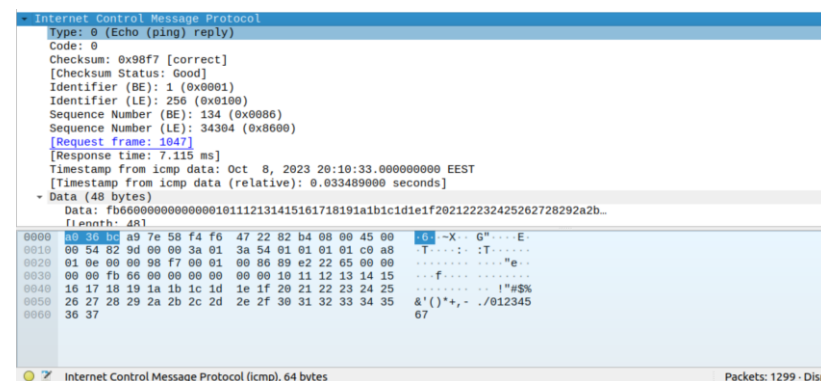 Internet Control Message Protocol
Type: 0 (Echo (ping) reply)
Code: 0
Checksum: 0x98f7 [correct]
[Checksum Status: Good]
Identifier (BE): 1 (0x0001)
Identifier (LE): 256 (0x0100)
Sequence Number (BE): 134 (0x0086)
Sequence Number (LE): 34304 (0x8600)
[Request frame: 1047]
[Response time: 7.115 ms]
Timestamp from icmp data: Oct 8, 2023 20:10:33.000000000 EEST
[Timestamp from icmp data (relative): 0.033489000 seconds]
Data (48 bytes)
Data: fb66000000000000101112131415161718191a1b1c1d1e1f202122232425262728292a2b…
[Length: 48]
0000 a0 36 bc a9 7e 58 f4 f6 47 22 82 b4 08 00 45 00 ·6··~X·· G"····E·
0010 00 54 82 9d 00 00 3a 01 3a 54 01 01 01 01 c0 a8 ·T····:· :T······
0020 01 0e 00 00 98 f7 00 01 00 86 89 e2 22 65 00 00 ········ ····"e··
0030 00 00 fb 66 00 00 00 00 00 00 10 11 12 13 14 15 ···f···· ········
0040 16 17 18 19 1a 1b 1c 1d 1e 1f 20 21 22 23 24 25 ········ ·· !"#$%
0050 26 27 28 29 2a 2b 2c 2d 2e 2f 30 31 32 33 34 35 &'()*+,- ./012345
0060 36 37 67
Internet Control Message Protocol (icmp), 64 bytes
Packets: 1299 · Dis